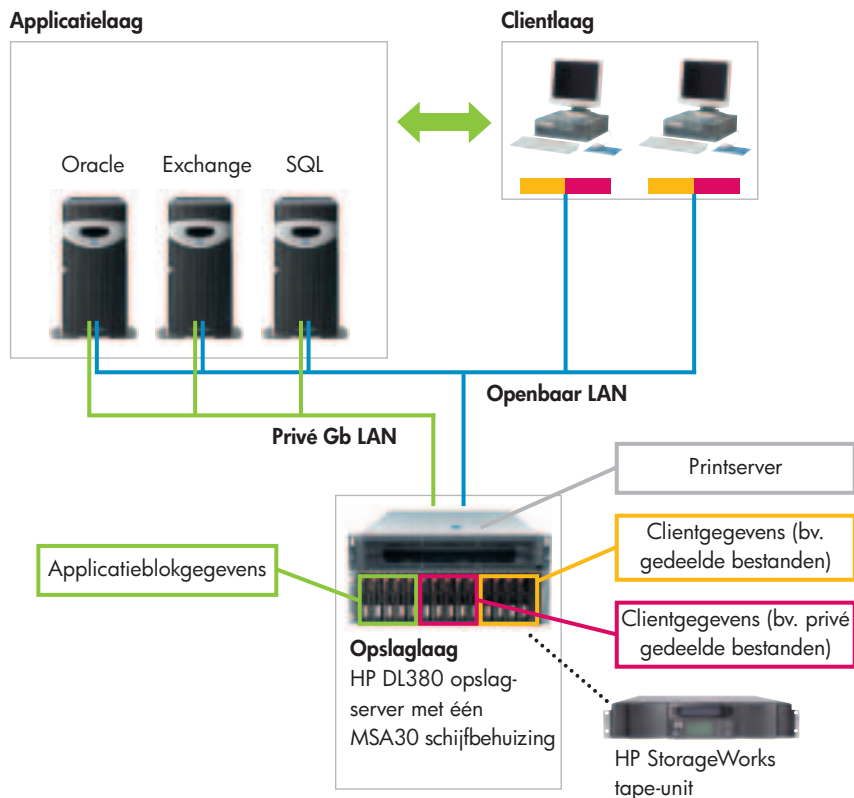 Applicatielaag
Clientlaag
Oracle
Exchange
SQL
Openbaar LAN
Privé Gb LAN
Printserver
Clientgegevens (bv.
gedeelde bestanden)
Applicatieblokgegevens
Clientgegevens (bv. privé
gedeelde bestanden)
Opslaglaag
HP DL380 opslag-
server met één
MSA30 schijfbehuizing
HP StorageWorks
tape-unit